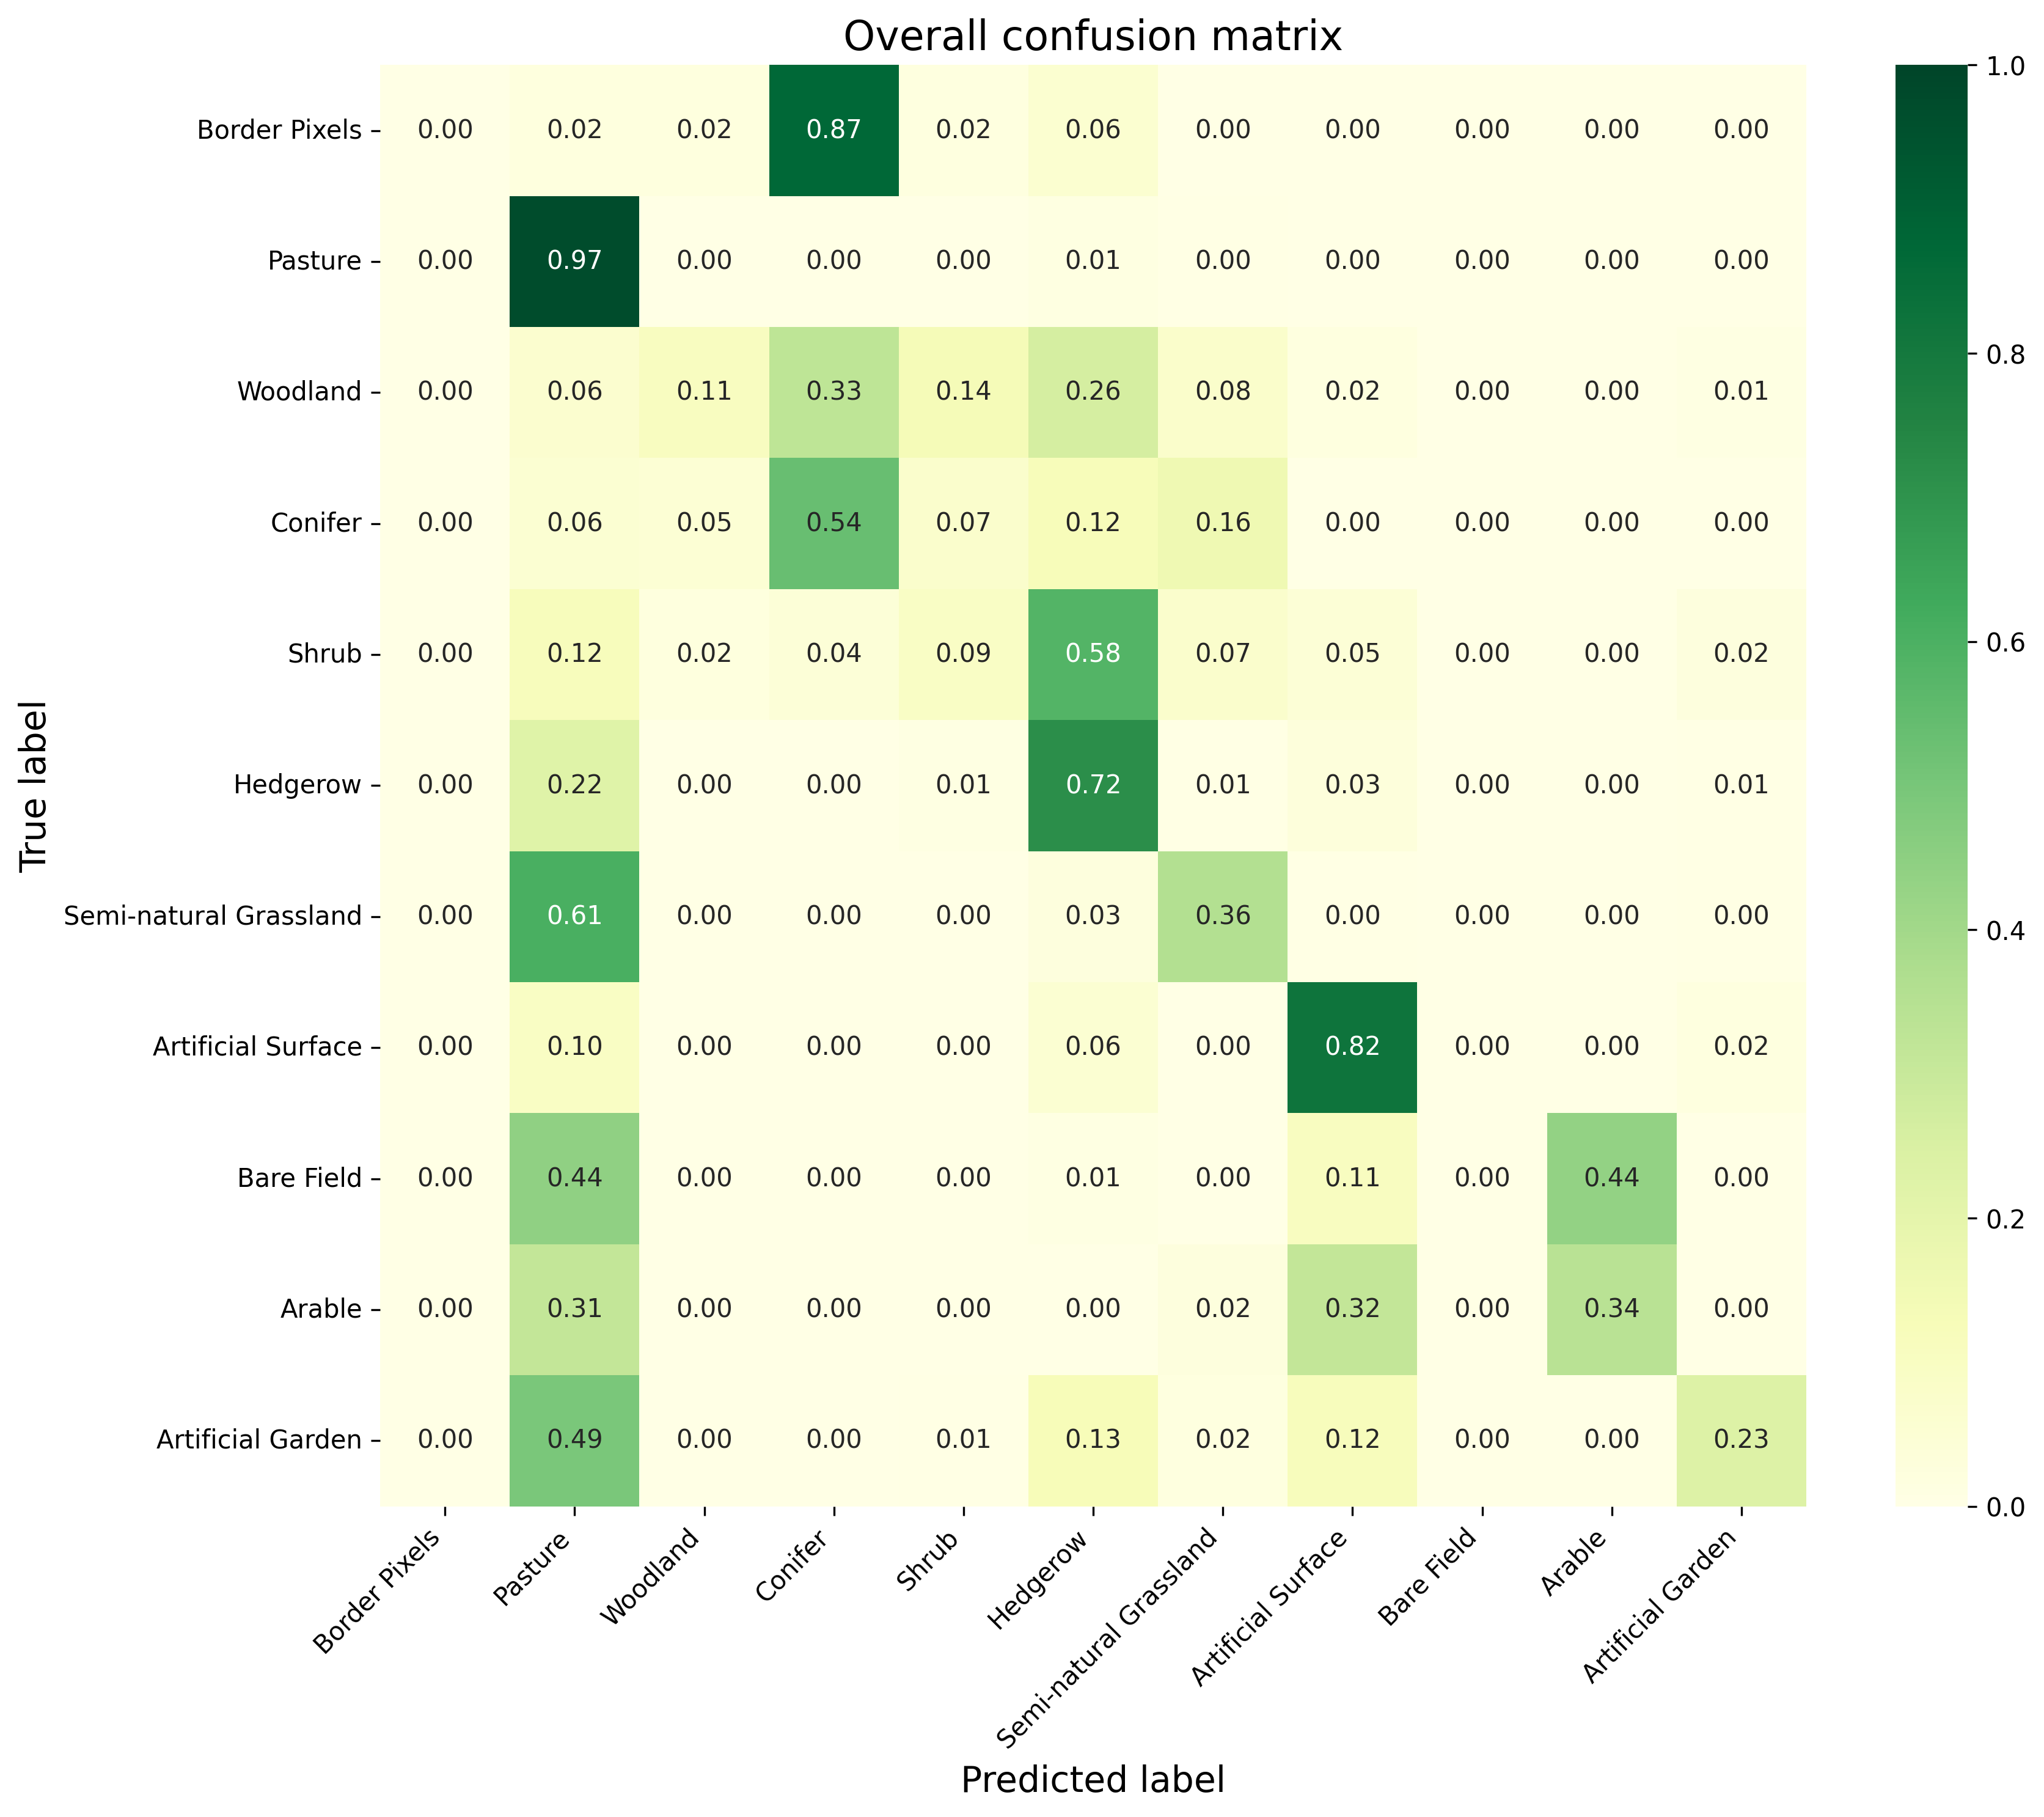 Overall confusion matrix
1.0
Border Pixels 0.00 0.02 0.02 0.87 0.02 0.06 0.00 0.00 0.00 0.00 0.00
Pasture 0.00 0.97 0.00 0.00 0.00 0.01 0.00 0.00 0.00 0.00 0.00
0.8
Woodland 0.00 0.06 0.11 0.33 0.14 0.26 0.08 0.02 0.00 0.00 0.01
Conifer 0.00 0.06 0.05 0.54 0.07 0.12 0.16 0.00 0.00 0.00 0.00
0.6
Shrub 0.00 0.12 0.02 0.04 0.09 0.58 0.07 0.05 0.00 0.00 0.02
True label
Hedgerow 0.00 0.22 0.00 0.00 0.01 0.72 0.01 0.03 0.00 0.00 0.01
Semi-natural Grassland 0.00 0.61 0.00 0.00 0.00 0.03 0.36 0.00 0.00 0.00 0.00
0.4
Artificial Surface 0.00 0.10 0.00 0.00 0.00 0.06 0.00 0.82 0.00 0.00 0.02
Bare Field 0.00 0.44 0.00 0.00 0.00 0.01 0.00 0.11 0.00 0.44 0.00
0.2
Arable 0.00 0.31 0.00 0.00 0.00 0.00 0.02 0.32 0.00 0.34 0.00
Artificial Garden 0.00 0.49 0.00 0.00 0.01 0.13 0.02 0.12 0.00 0.00 0.23
0.0
Border Pixels
Pasture
Woodland
Conifer
Shrub
Hedgerow
Semi-natural Grassland
Artificial Surface
Bare Field
Arable
Artificial Garden
Predicted label